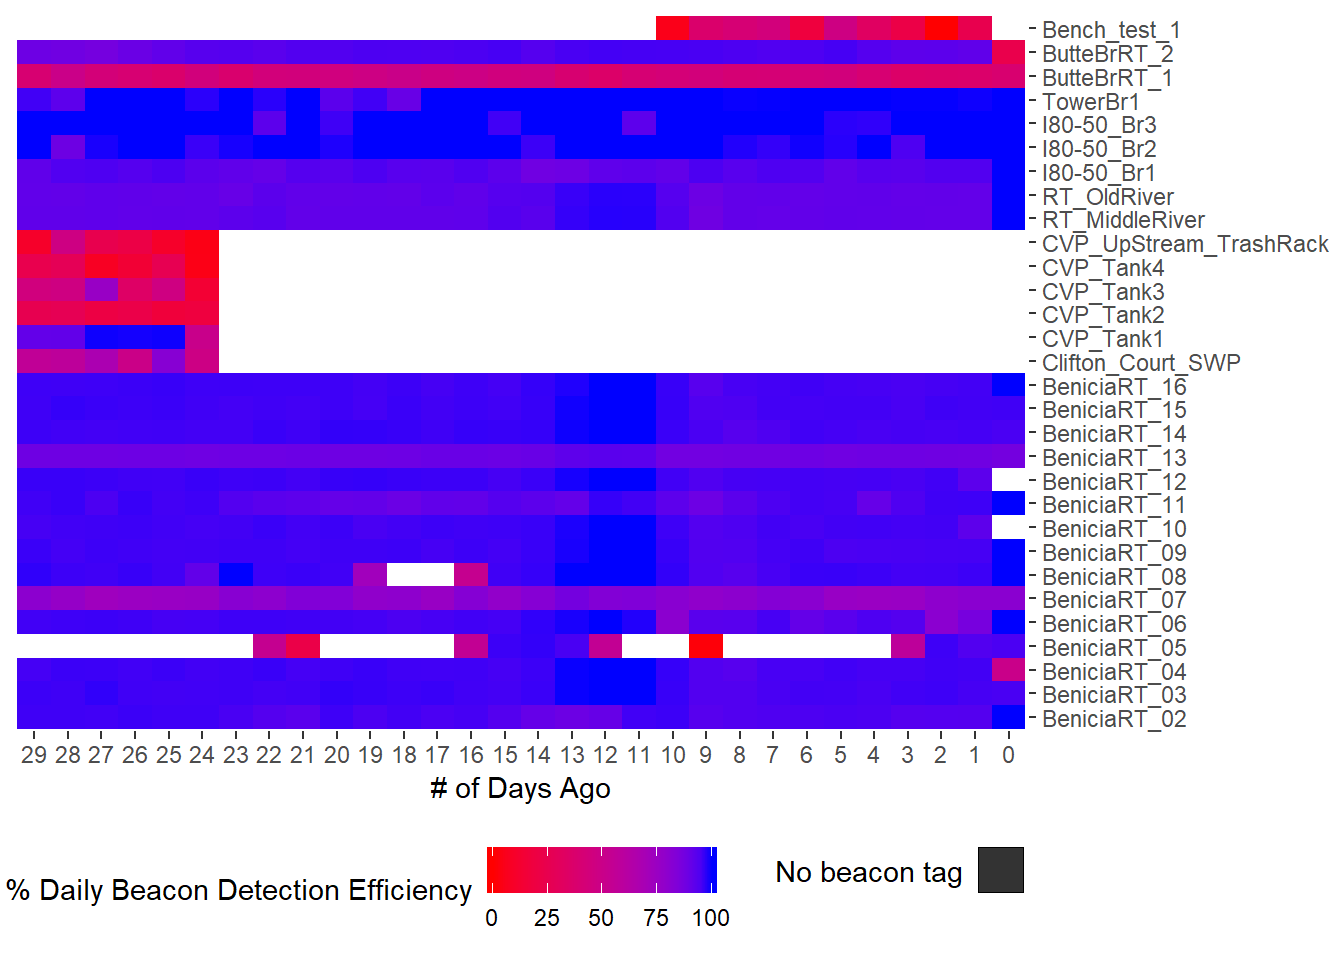 Bench_test_1
ButteBrRT_2
ButteBrRT_1
TowerBr1
I80-50_Br3
I80-50_Br2
I80-50_Br1
RT_OldRiver
RT_MiddleRiver
CVP_UpStream_TrashRack
CVP_Tank4
CVP_Tank3
CVP_Tank2
CVP_Tank1
Clifton_Court_SWP
BeniciaRT_16
BeniciaRT_15
BeniciaRT_14
BeniciaRT_13
BeniciaRT_12
BeniciaRT_11
BeniciaRT_10
BeniciaRT_09
BeniciaRT_08
BeniciaRT_07
BeniciaRT_06
BeniciaRT_05
BeniciaRT_04
BeniciaRT_03
BeniciaRT_02
29 28 27 26 25 24 23 22 21 20 19 18 17 16 15 14 13 12 11 10 9 8 7 6 5 4 3 2 1 0
# of Days Ago
% Daily Beacon Detection Efficiency
0 25 50 75 100
No beacon tag